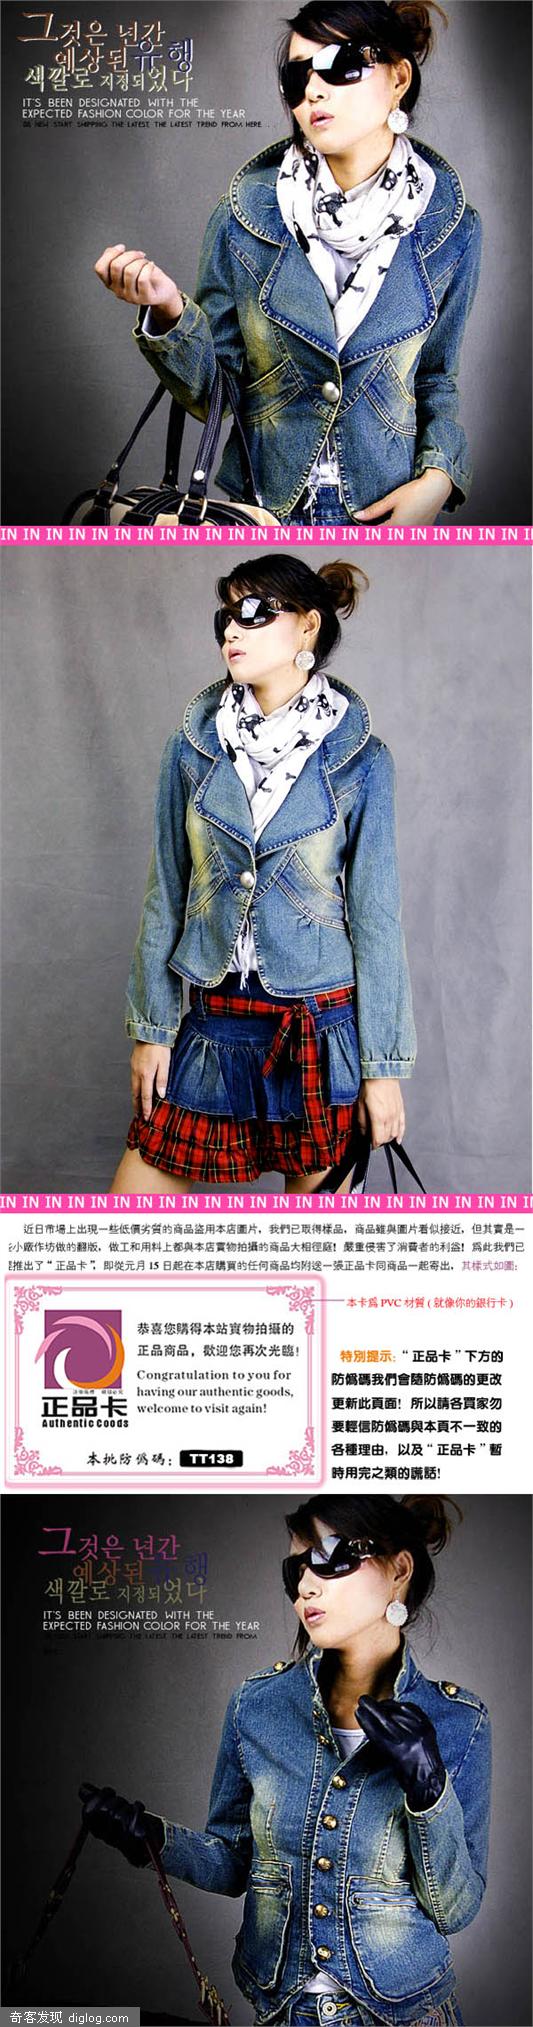 그것은 년간
예상된 유행
색깔로 지정되었다
IT'S BEEN DESIGNATED WITH THE
EXPECTED FASHION COLOR FOR THE YEAR
START SHIPPING THE LATEST, THE LATEST TREND FROM HERE...
IN IN IN IN IN IN IN IN IN IN IN IN IN IN IN IN IN IN IN IN IN IN IN
IN IN IN IN IN IN IN IN IN IN IN IN IN IN IN IN IN IN IN IN IN IN IN
近日市場上出現一些低價劣質的商品盜用本店圖片，我們已取得樣品，商品雖與圖片看似接近，但其實是一
小廠作坊做的翻版，做工和用料上都與本店實物拍攝的商品大相徑庭！嚴重侵害了消費者的利益！爲此我們已
推出了“正品卡”，即從元月 15 日起在本店購買的任何商品均附送一張正品卡同商品一起寄出，其樣式如圖：
本卡爲 PVC 材質 ( 就像你的銀行卡 )
恭喜您購得本站實物拍攝的
正品商品，歡迎您再次光臨！
Congratulation to you for
having our authentic goods,
welcome to visit again!
正品卡
Authentic Goods
本批防僞碼：TT138
特別提示：“正品卡”下方的
防僞碼我們會隨防僞碼的更改
更新此頁面！所以請各買家勿
要輕信防僞碼與本頁不一致的
各種理由，以及“正品卡”暫
時用完之類的謊話！
그것은 년간
예상된 유행
색깔로 지정되었다
IT'S BEEN DESIGNATED WITH THE
EXPECTED FASHION COLOR FOR THE YEAR
START SHIPPING THE LATEST, THE LATEST TREND FROM
奇客发现 diglog.com